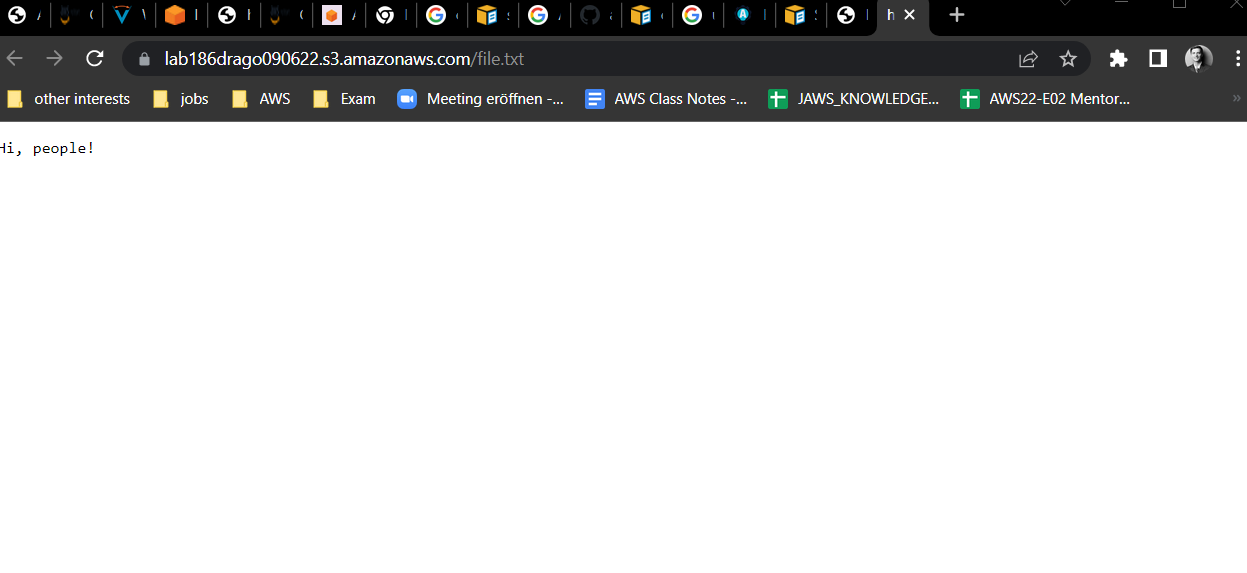 lab186drago090622.s3.amazonaws.com/file.txt
other interests jobs AWS Exam Meeting eröffnen -... AWS Class Notes -... JAWS_KNOWLEDGE... AWS22-E02 Mentor...
Hi, people!